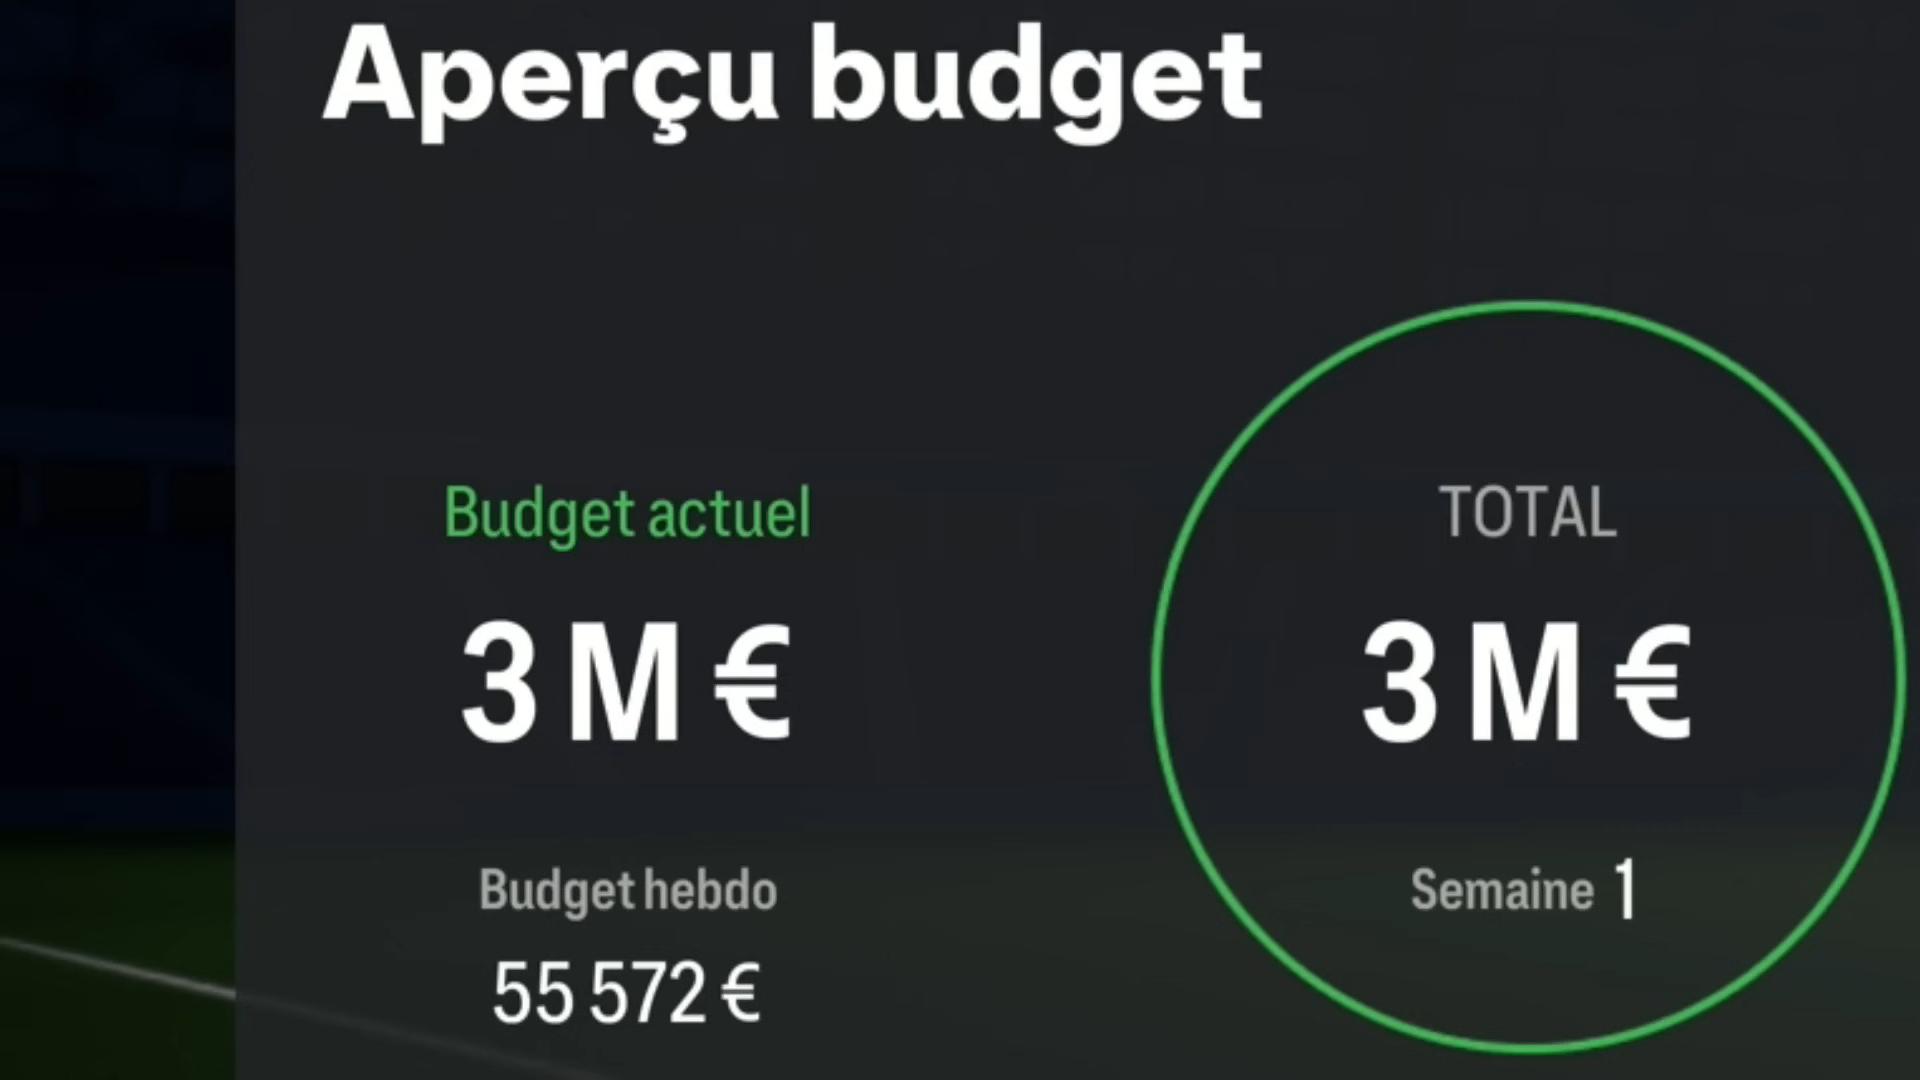 Aperçu budget
Budget actuel
3 M €
Budget hebdo
55 572 €
TOTAL
3 M €
Semaine 1